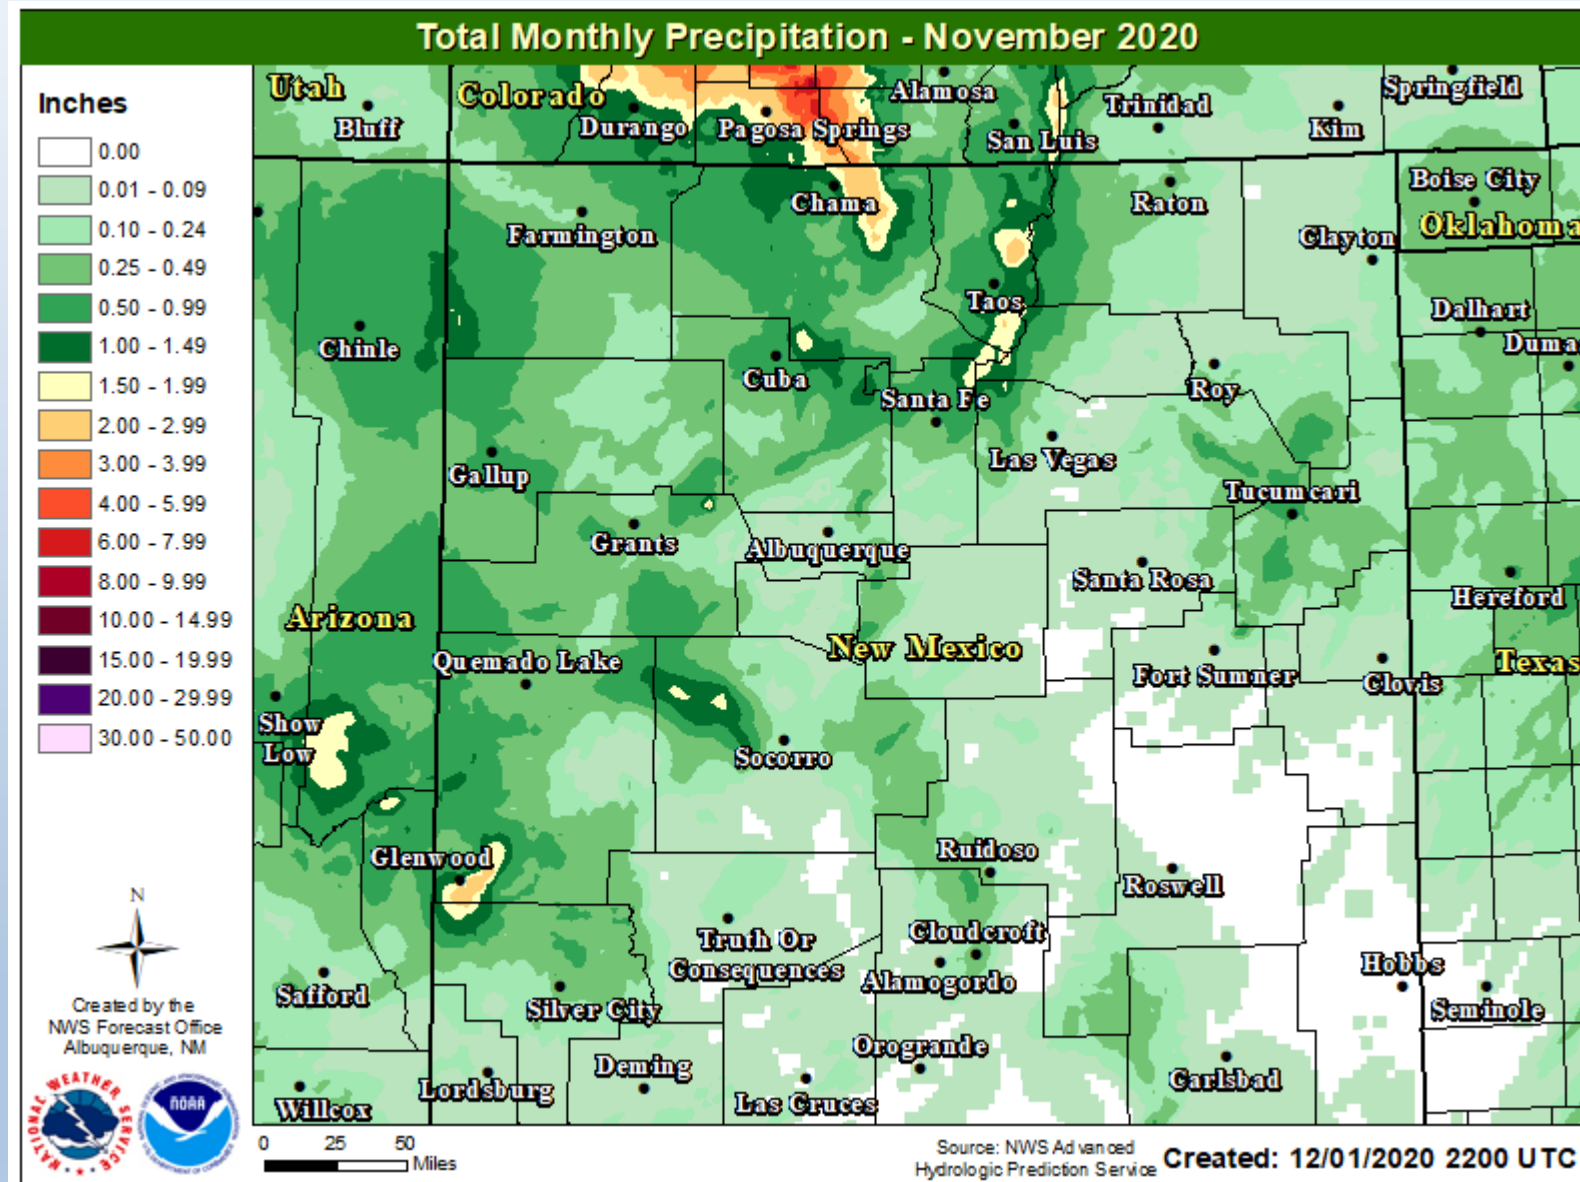 Total Monthly Precipitation - November 2020
Inches
0.00
0.01 - 0.09
0.10 - 0.24
0.25 - 0.49
0.50 - 0.99
1.00 - 1.49
1.50 - 1.99
2.00 - 2.99
3.00 - 3.99
4.00 - 5.99
6.00 - 7.99
8.00 - 9.99
10.00 - 14.99
15.00 - 19.99
20.00 - 29.99
30.00 - 50.00
N
Created by the
NWS Forecast Office
Albuquerque, NM
NATIONAL WEATHER SERVICE
NOAA
Utah
Colorado
Bluff
Durango
Pagosa Springs
Alamosa
San Luis
Trinidad
Kim
Springfield
Chama
Raton
Boise City
Oklahoma
Farmington
Clayton
Taos
Dalhart
Duma
Chinle
Cuba
Santa Fe
Roy
Gallup
Las Vegas
Tucumcari
Grants
Albuquerque
Santa Rosa
Hereford
Arizona
New Mexico
Quemado Lake
Fort Sumner
Clovis
Texas
Show
Low
Socorro
Glenwood
Ruidoso
Roswell
Truth Or
Consequences
Cloudcroft
Alamogordo
Hobbs
Seminole
Safford
Silver City
Orogrande
Deming
Lordsburg
Las Cruces
Carlsbad
Willcox
0 25 50
Miles
Source: NWS Advanced
Hydrologic Prediction Service
Created: 12/01/2020 2200 UTC